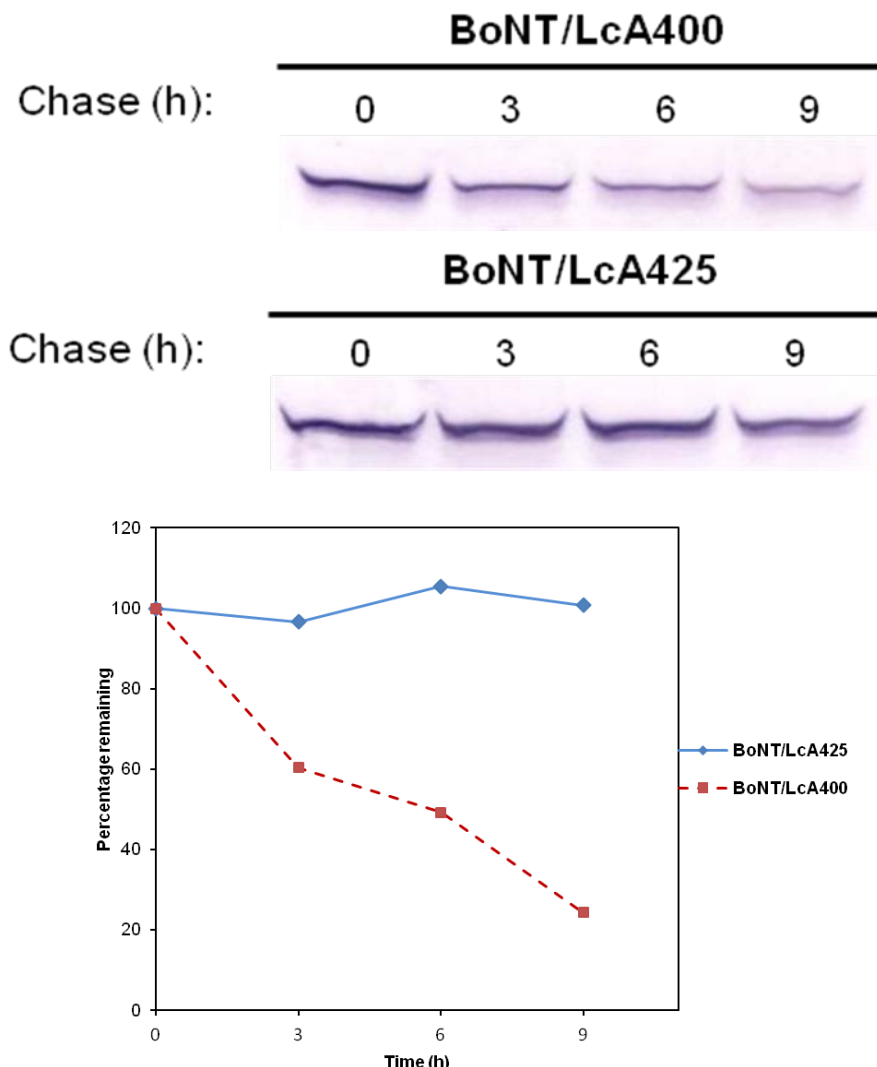 BoNT/LcA400
Chase (h): 0 3 6 9
BoNT/LcA425
Chase (h): 0 3 6 9
120
100
80
60
40
20
0
Percentage remaining
0 3 6 9
Time (h)
BoNT/LcA425
BoNT/LcA400